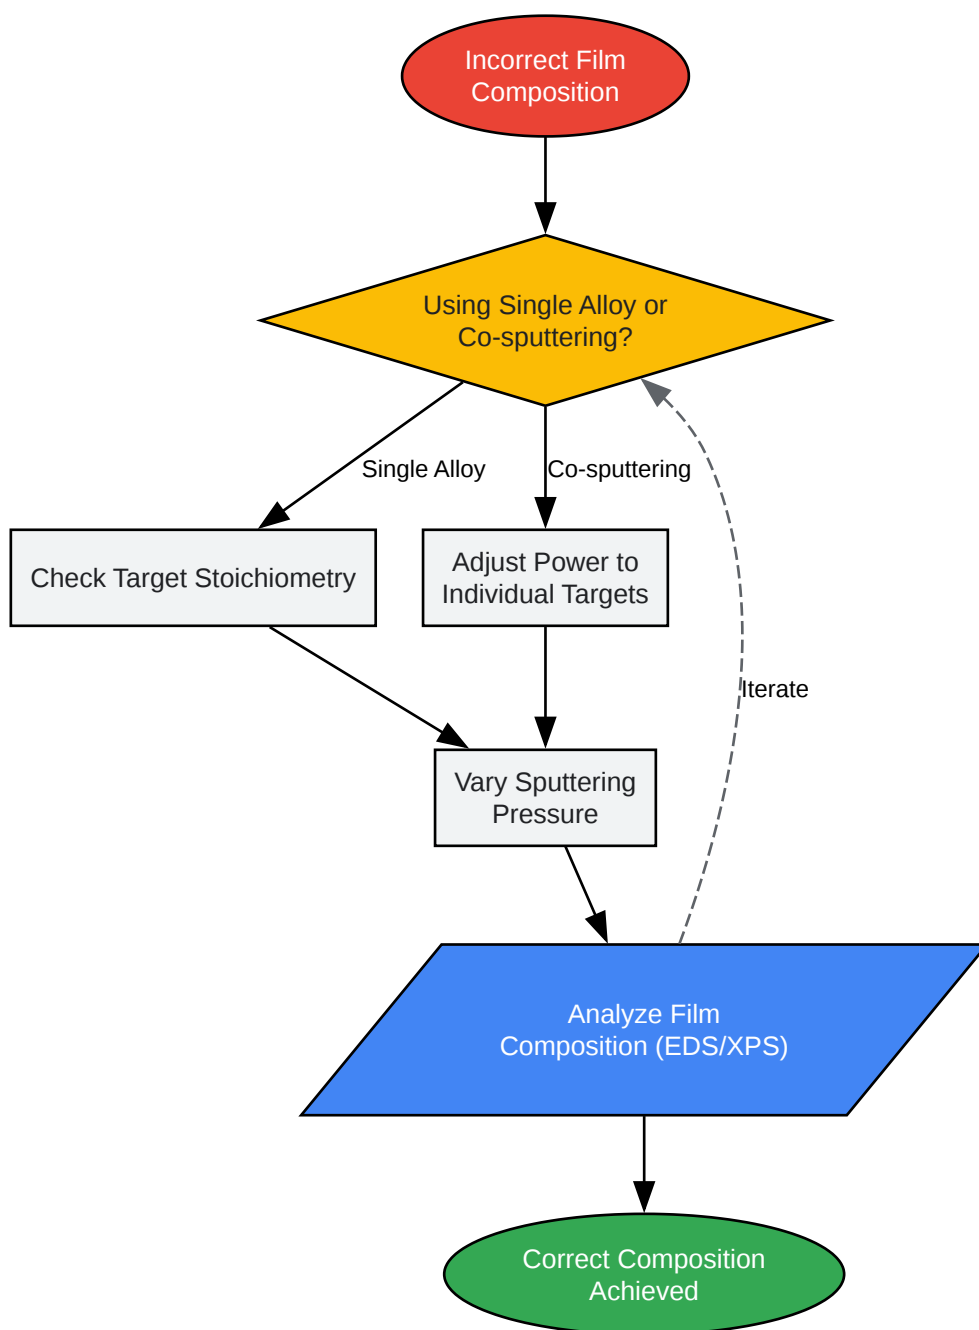 Incorrect Film
Composition
Using Single Alloy or
Co-sputtering?
Single Alloy
Co-sputtering
Check Target Stoichiometry
Adjust Power to
Individual Targets
Iterate
Vary Sputtering
Pressure
Analyze Film
Composition (EDS/XPS)
Correct Composition
Achieved